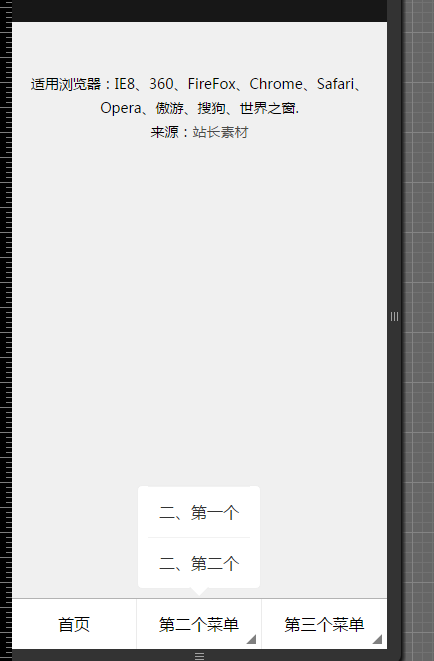 适用浏览器：IE8、360、FireFox、Chrome、Safari、
Opera、傲游、搜狗、世界之窗.
来源：站长素材
二、第一个
二、第二个
首页
第二个菜单
第三个菜单